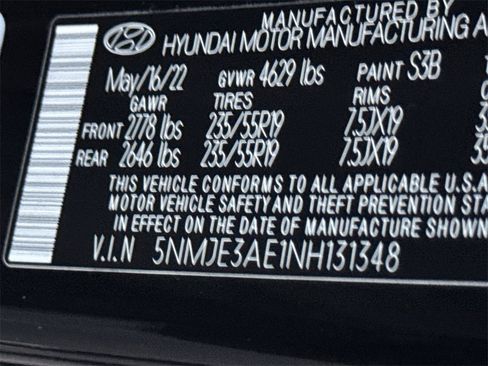 MANUFACTURED BY
HYUNDAI MOTOR MANUFACTURING A
May/16/22 GVWR 4629 lbs PAINT S3B
GAWR TIRES RIMS
FRONT 2778 lbs 235/55R19 7.5JX19
REAR 2646 lbs 235/55R19 7.5JX19 35
THIS VEHICLE CONFORMS TO ALL APPLICABLE U.S.A
MOTOR VEHICLE SAFETY AND THEFT PREVENTION STA
IN EFFECT ON THE DATE OF MANUFACTURE SHOWN
V.I.N 5NMJE3AE1NH131348